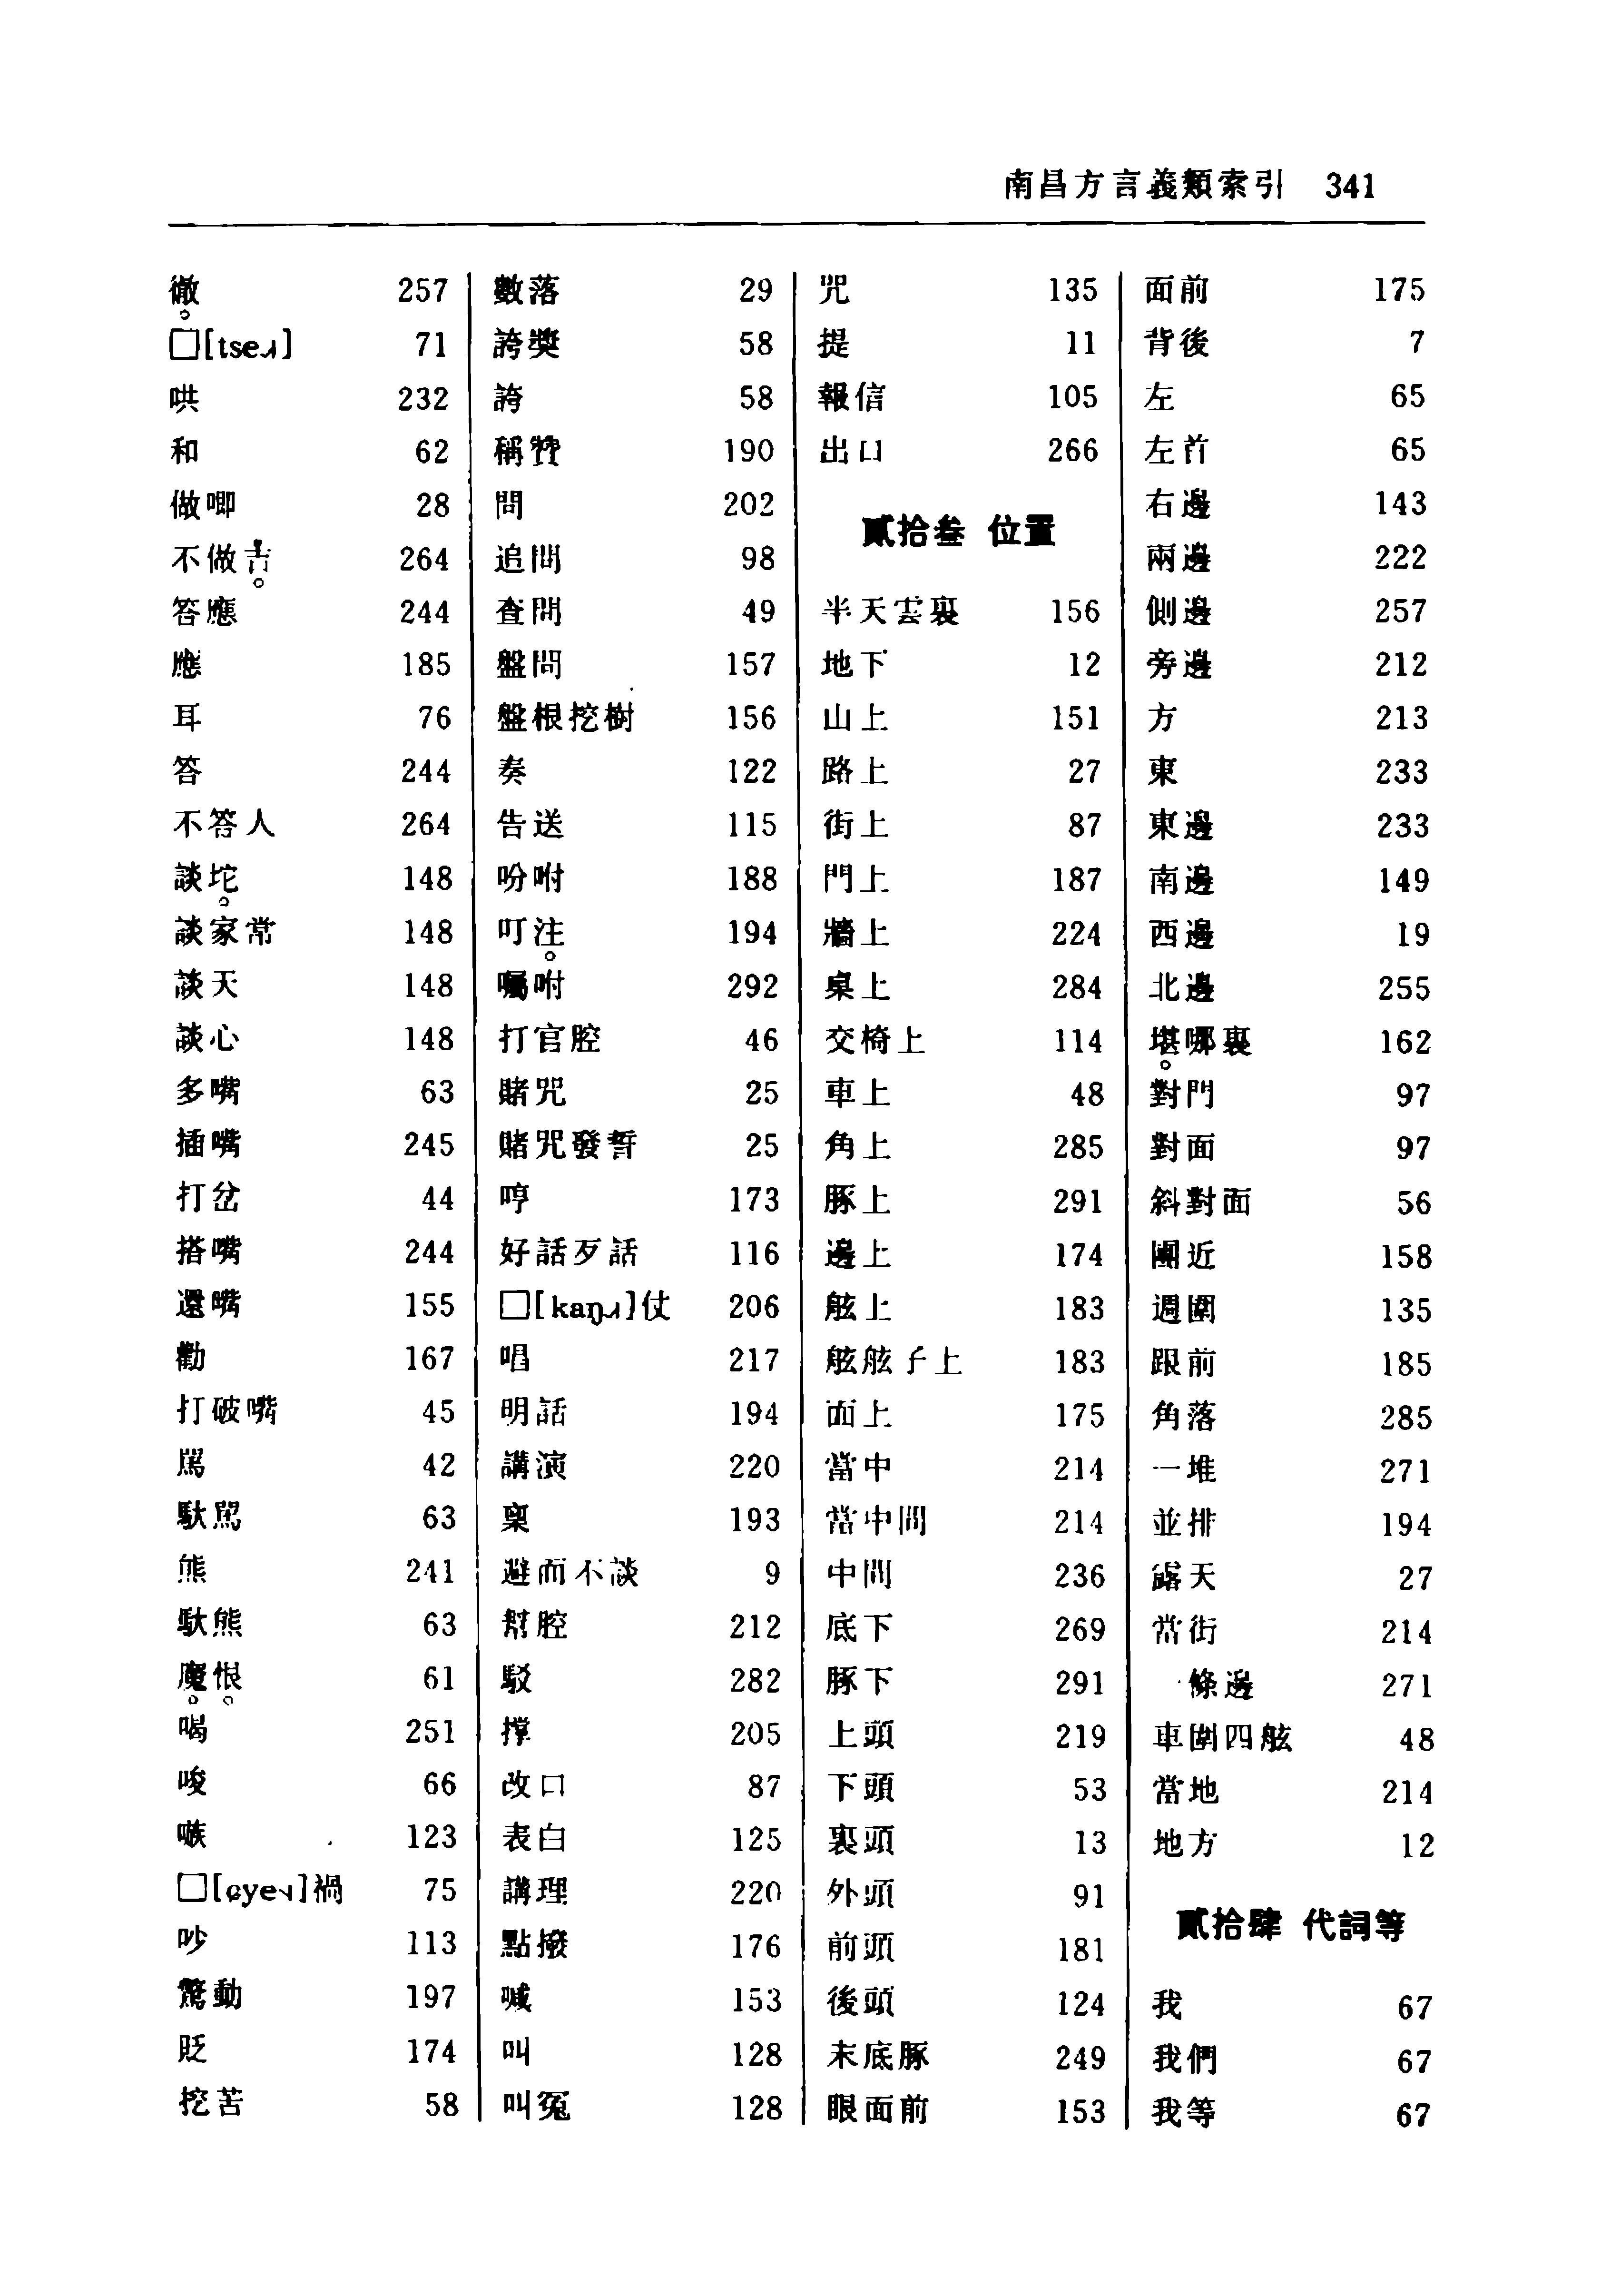 南昌方言義類索引 341
徹 257
□[tse˩] 71
哄 232
和 62
做唧 28
不做 264
答應 244
應 185
耳 76
答 244
不答人 264
談坨 148
談家常 148
談天 148
談心 148
多嘴 63
插嘴 245
打岔 44
搭嘴 244
還嘴 155
勸 167
打破嘴 45
罵 42
馱罵 63
熊 241
馱熊 63
魔恨 61
喝 251
唆 66
嗾 123
□[ɕye]禍 75
吵 113
驚動 197
貶 174
挖苦 58
數落 29
誇獎 58
誇 58
稱贊 190
問 202
追問 98
查問 49
盤問 157
盤根挖樹 156
奏 122
告送 115
吩咐 188
叮注 194
囑咐 292
打官腔 46
賭咒 25
賭咒發誓 25
哼 173
好話歹話 116
□[kaŋ]仗 206
唱 217
明話 194
講演 220
稟 193
避而不談 9
幫腔 212
駁 282
撑 205
改口 87
表白 125
講理 220
點撥 176
喊 153
叫 128
叫冤 128
咒 135
提 11
報信 105
出口 266
貳拾叁 位置
半天雲裏 156
地下 12
山上 151
路上 27
街上 87
門上 187
牆上 224
桌上 284
交椅上 114
車上 48
角上 285
豚上 291
邊上 174
舷上 183
舷舷子上 183
面上 175
當中 214
當中間 214
中間 236
底下 269
豚下 291
上頭 219
下頭 53
裏頭 13
外頭 91
前頭 181
後頭 124
末底豚 249
眼面前 153
面前 175
背後 7
左 65
左首 65
右邊 143
兩邊 222
側邊 257
旁邊 212
方 213
東 233
東邊 233
南邊 149
西邊 19
北邊 255
堪哪裏 162
對門 97
對面 97
斜對面 56
團近 158
週圍 135
跟前 185
角落 285
一堆 271
並排 194
露天 27
當街 214
一條邊 271
車圍四舷 48
當地 214
地方 12
貳拾肆 代詞等
我 67
我們 67
我等 67